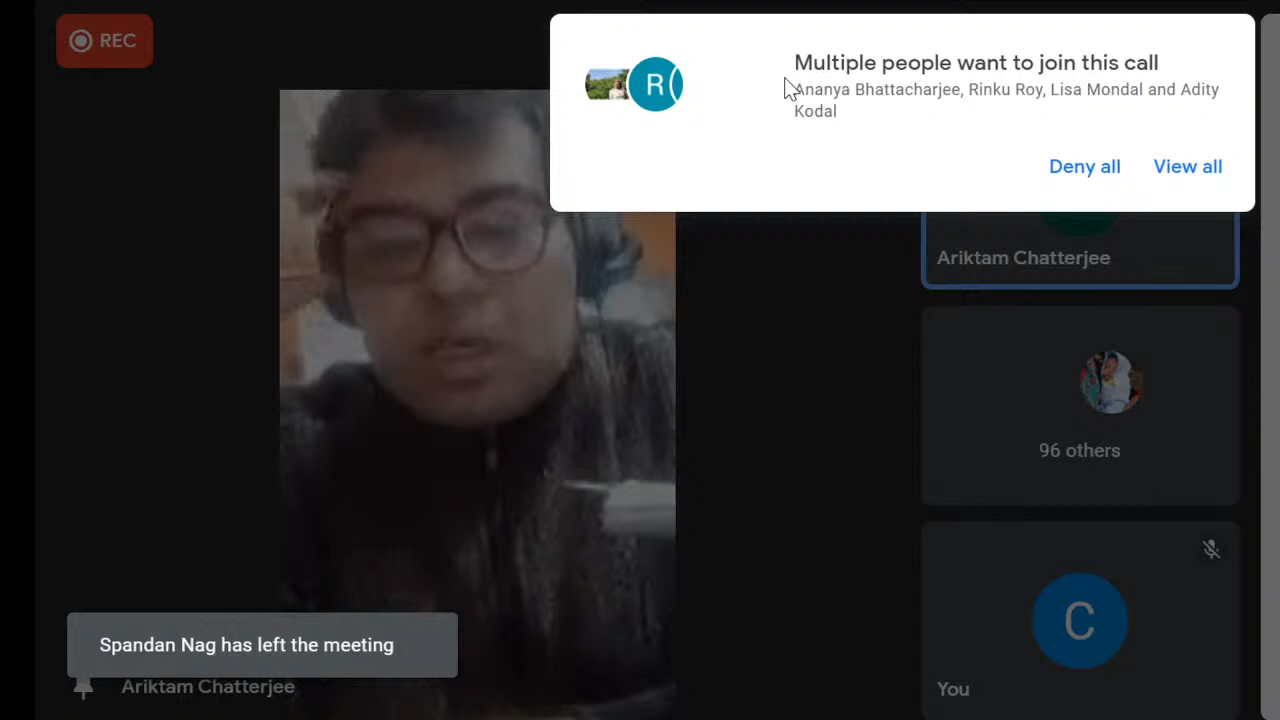 REC
Multiple people want to join this call
R
Ananya Bhattacharjee, Rinku Roy, Lisa Mondal and Adity
Kodal
Deny all View all
Ariktam Chatterjee
96 others
C
Spandan Nag has left the meeting
Ariktam Chatterjee
You